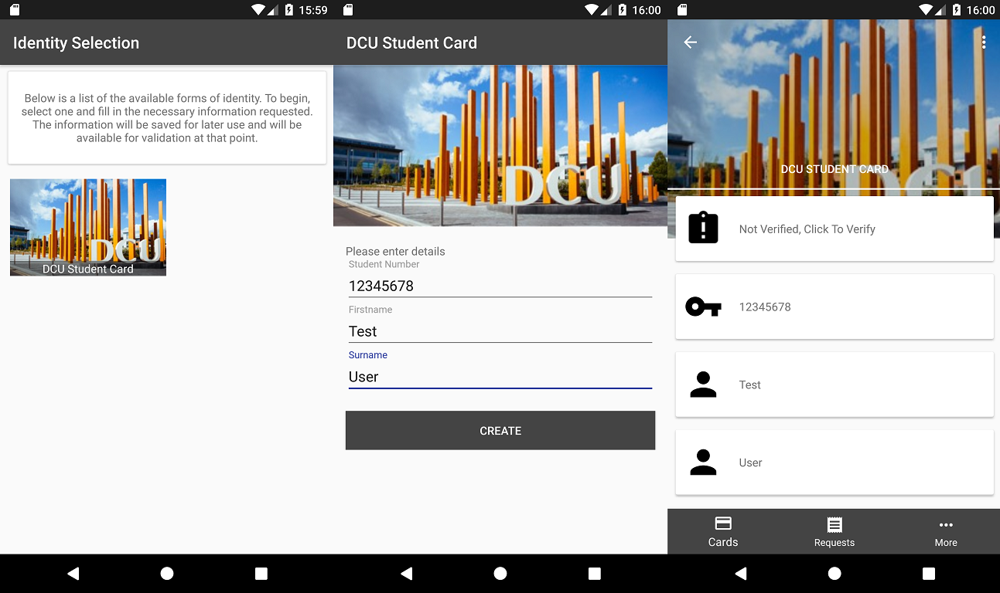 15:59
Identity Selection
Below is a list of the available forms of identity. To begin,
select one and fill in the necessary information requested.
The information will be saved for later use and will be
available for validation at that point.
DCU
DCU Student Card
16:00
DCU Student Card
DCU
Please enter details
Student Number
12345678
Firstname
Test
Surname
User
CREATE
16:00
DCU STUDENT CARD
DCU
Not Verified, Click To Verify
12345678
Test
User
Cards
Requests
More